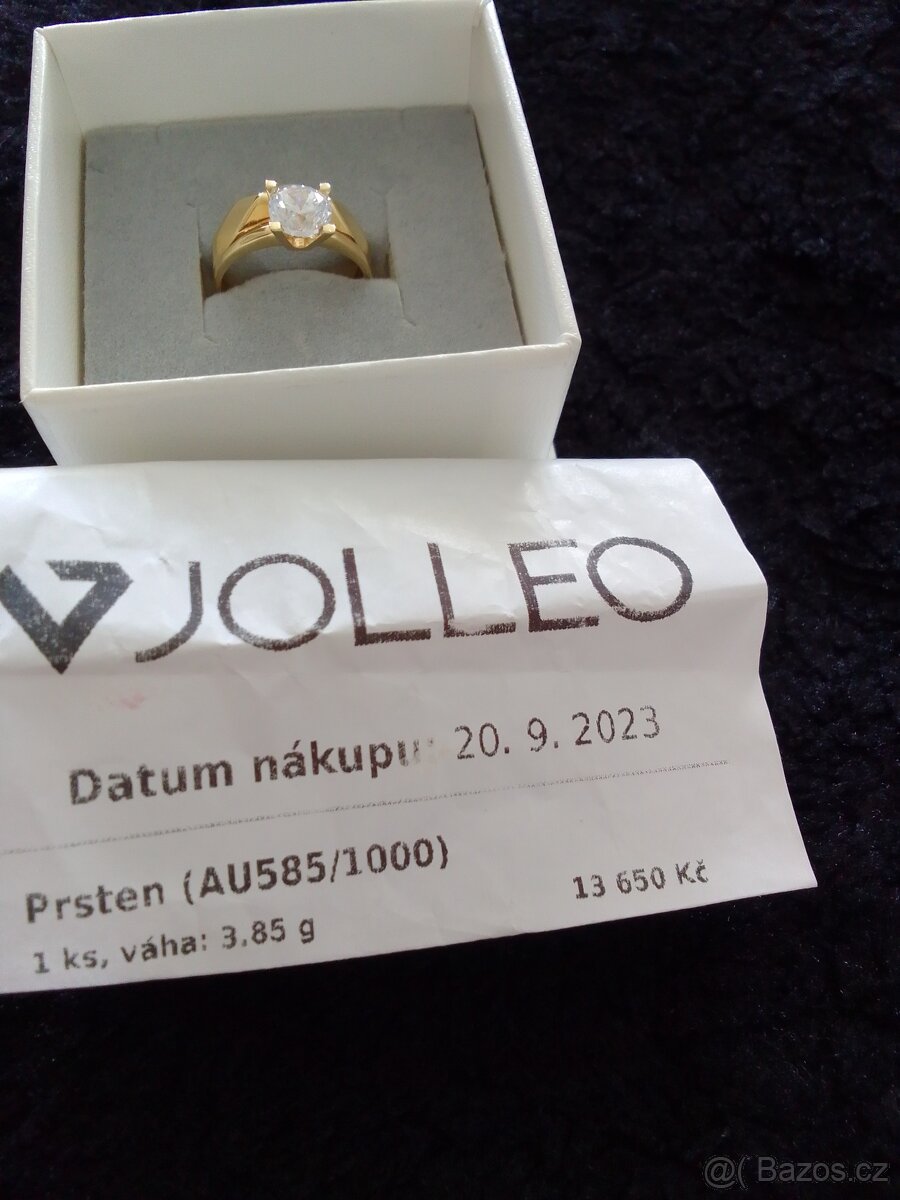 JOLLEO
Datum nákupu: 20. 9. 2023
Prsten (AU585/1000)
13 650 Kč
1 ks, váha: 3.85 g
@( Bazos.cz